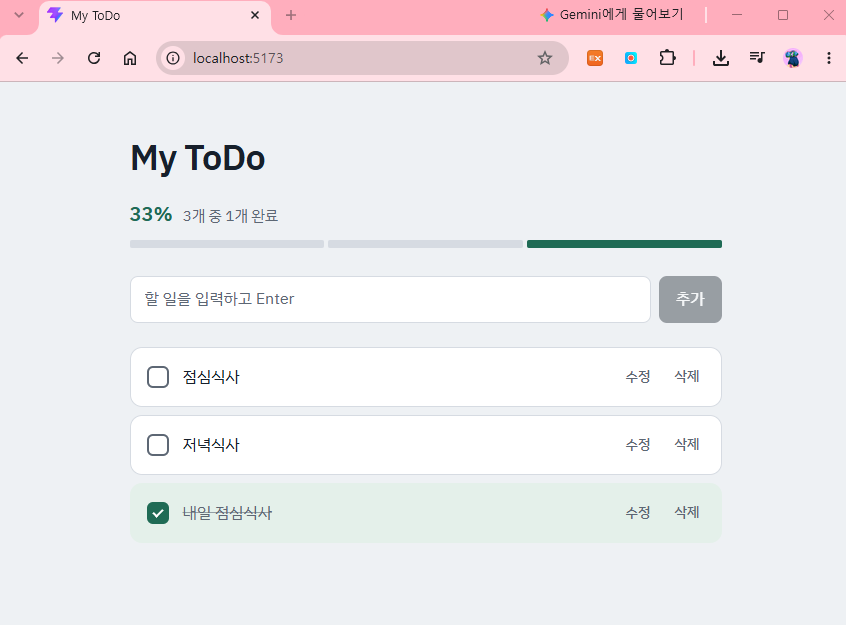 My ToDo
Gemini에게 물어보기
localhost:5173
EX
My ToDo
33% 3개 중 1개 완료
할 일을 입력하고 Enter 추가
점심식사 수정 삭제
저녁식사 수정 삭제
내일 점심식사 수정 삭제